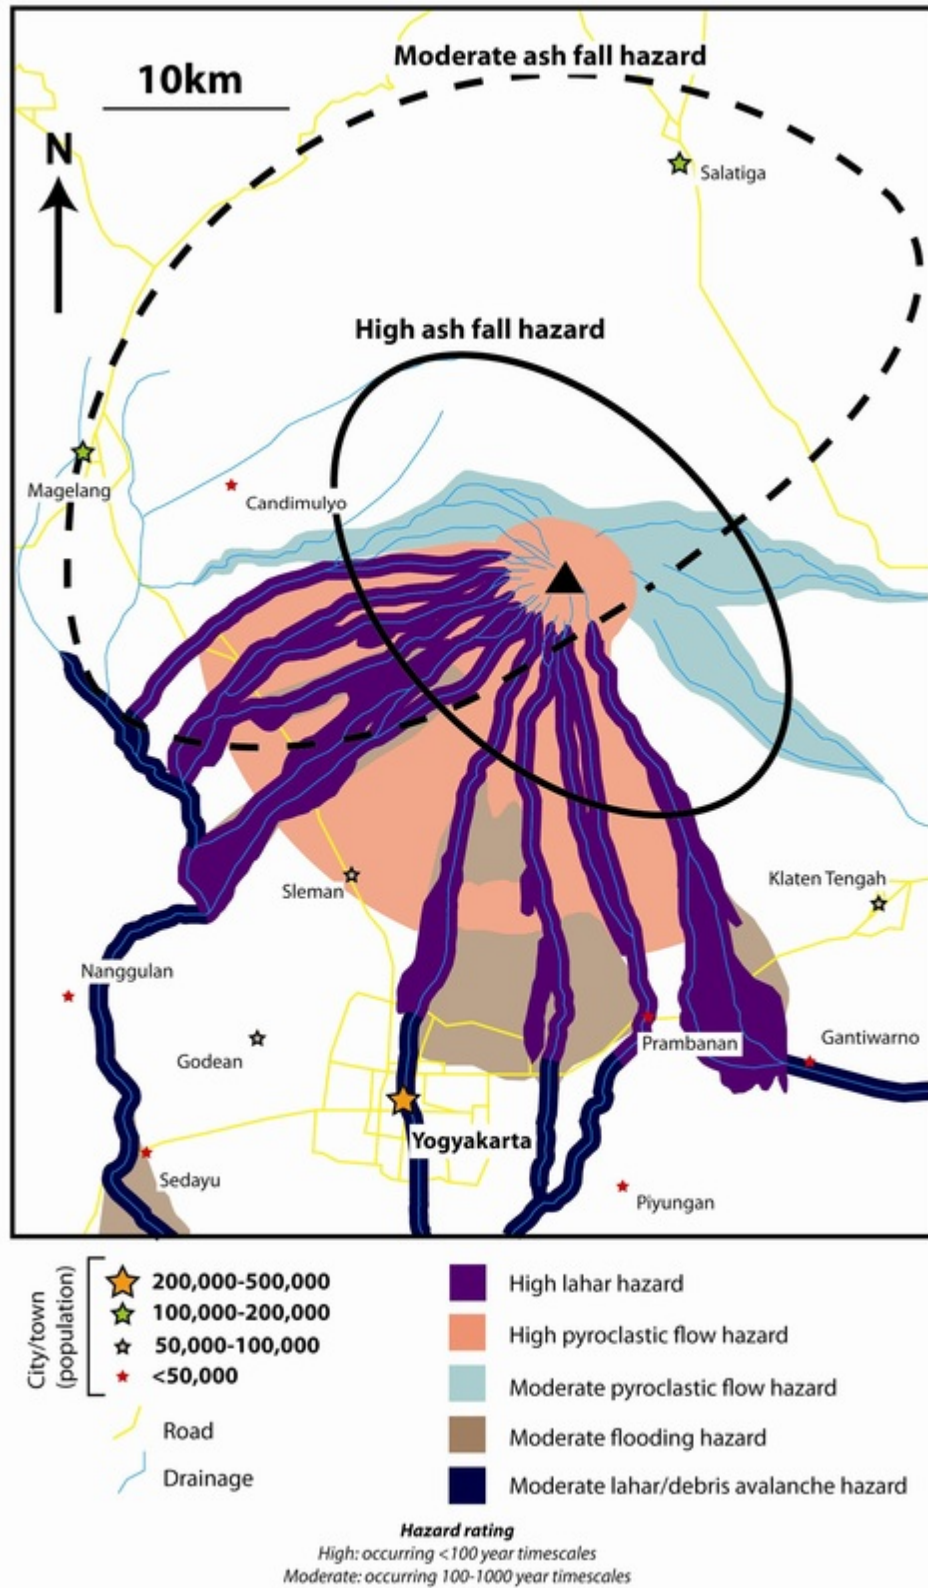 Moderate ash fall hazard
10km
N
Salatiga
High ash fall hazard
Magelang
Candimulyo
Klaten Tengah
Sleman
Nanggulan
Godean
Prambanan
Gantiwarno
Yogyakarta
Sedayu
Piyungan
City/town
(population)
200,000-500,000
100,000-200,000
50,000-100,000
<50,000
Road
Drainage
High lahar hazard
High pyroclastic flow hazard
Moderate pyroclastic flow hazard
Moderate flooding hazard
Moderate lahar/debris avalanche hazard
Hazard rating
High: occurring <100 year timescales
Moderate: occurring 100-1000 year timescales